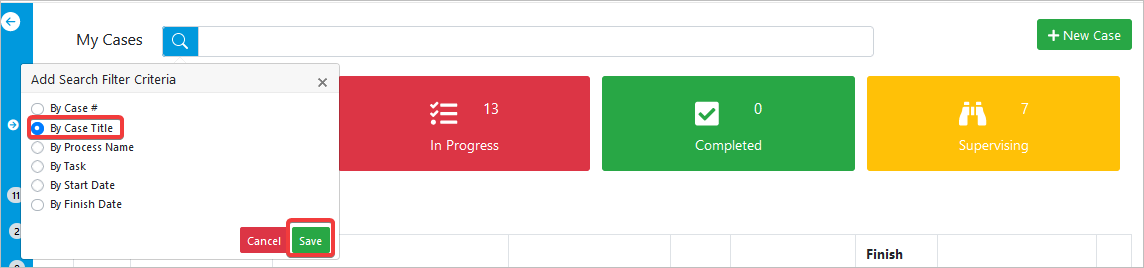 My Cases
New Case
Add Search Filter Criteria
By Case #
By Case Title
By Process Name
By Task
By Start Date
By Finish Date
Cancel
Save
13
In Progress
0
Completed
7
Supervising
11
2
Finish